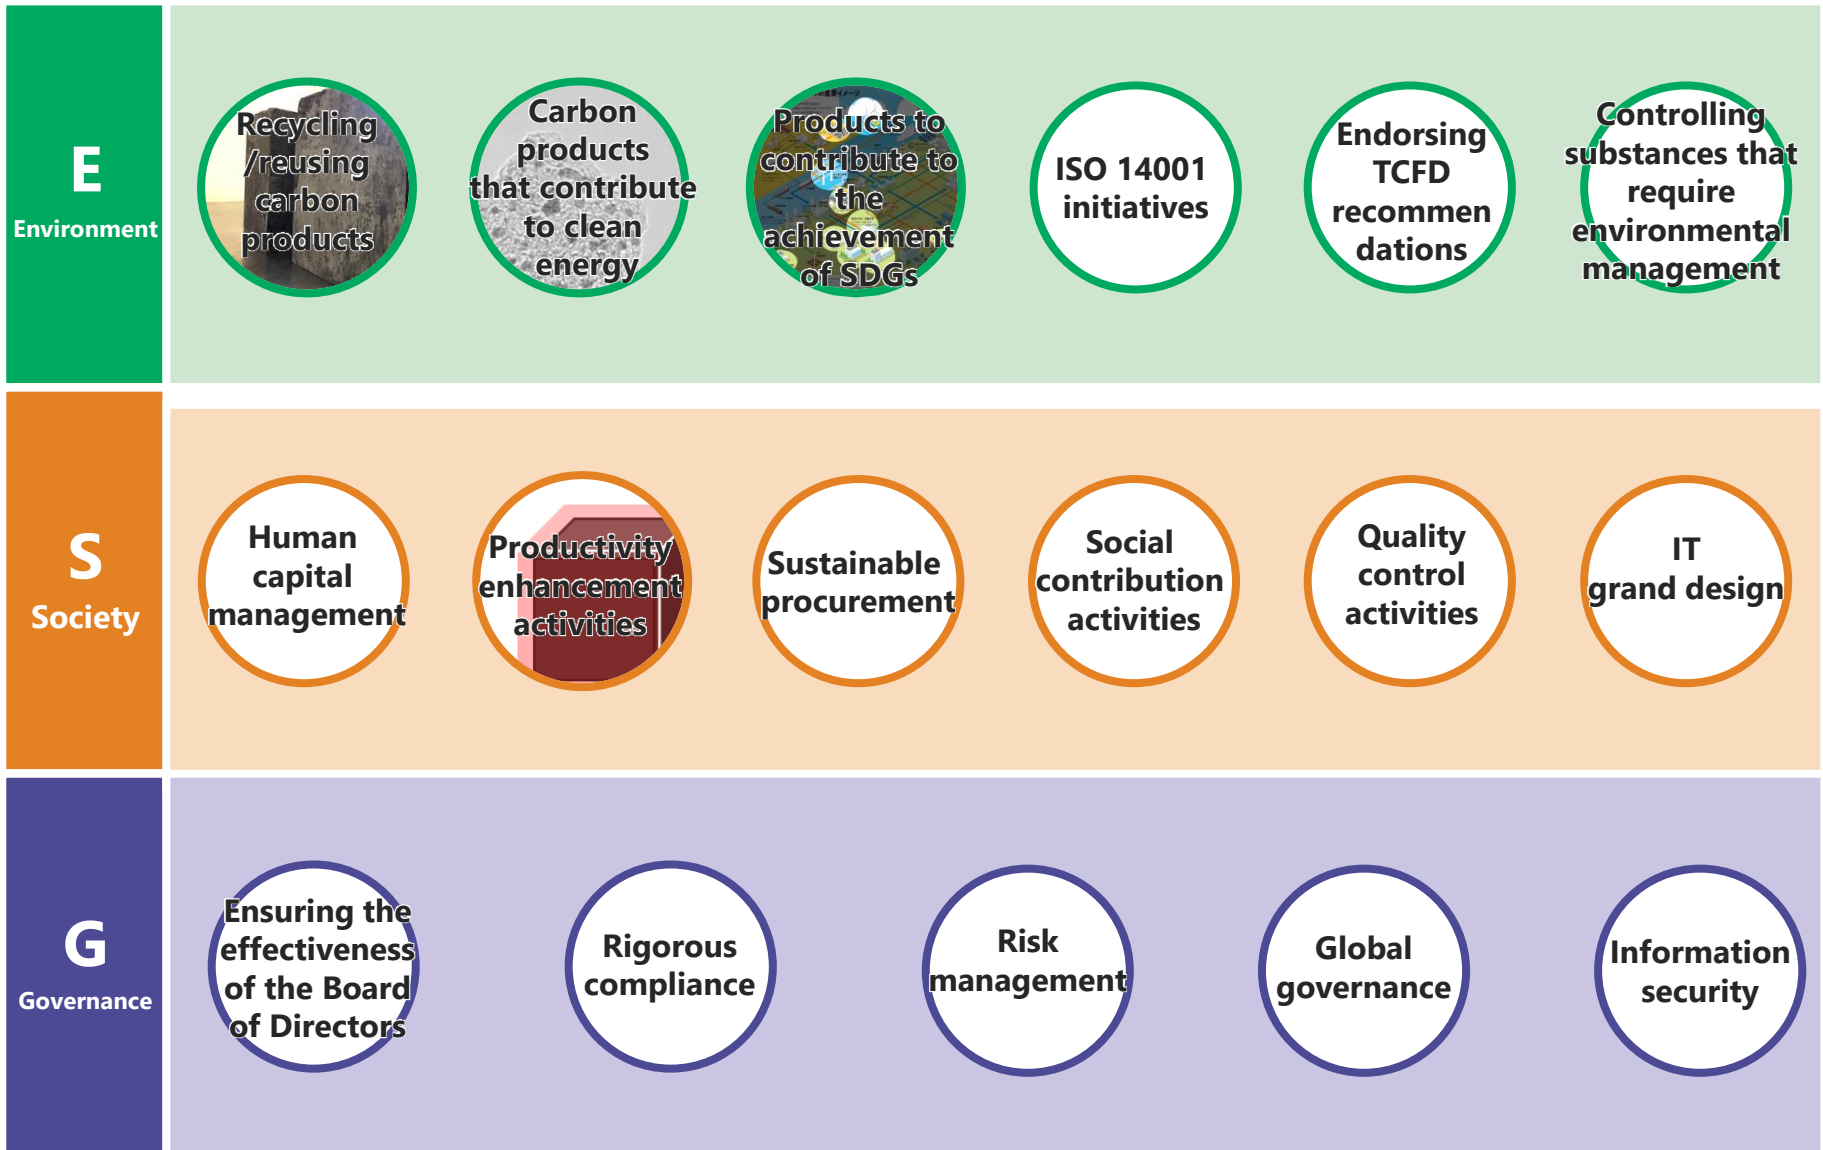 E
Environment
Recycling
/reusing
carbon
products
Carbon
products
that contribute
to clean
energy
Products to
contribute to
the
achievement
of SDGs
ISO 14001
initiatives
Endorsing
TCFD
recommen
dations
Controlling
substances that
require
environmental
management
S
Society
Human
capital
management
Productivity
enhancement
activities
Sustainable
procurement
Social
contribution
activities
Quality
control
activities
IT
grand design
G
Governance
Ensuring the
effectiveness
of the Board
of Directors
Rigorous
compliance
Risk
management
Global
governance
Information
security